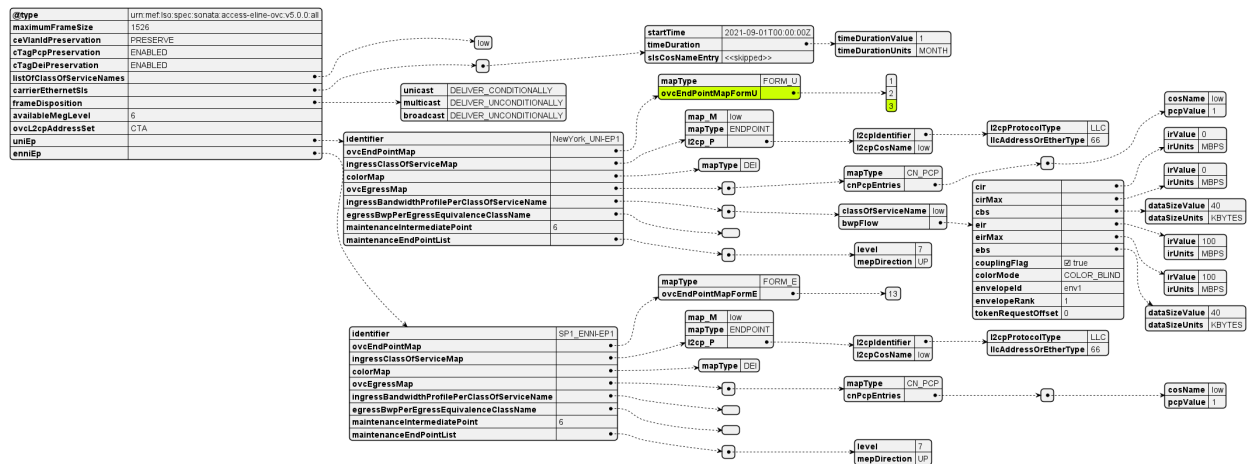 @type urn:mef:lso:spec:sonata:access-eline-ovc:v5.0.0:all
maximumFrameSize 1526
ceVlanIdPreservation PRESERVE
cTagPcpPreservation ENABLED
cTagDeiPreservation ENABLED
listOfClassOfServiceNames
carrierEthernetSls
frameDisposition
availableMegLevel 6
ovcL2cpAddressSet CTA
uniEp
enniEp
low
startTime 2021-09-01T00:00:00Z
timeDuration
slsCosNameEntry <<skipped>>
timeDurationValue 1
timeDurationUnits MONTH
unicast DELIVER_CONDITIONALLY
multicast DELIVER_UNCONDITIONALLY
broadcast DELIVER_UNCONDITIONALLY
identifier NewYork_UNI-EP1
ovcEndPointMap
ingressClassOfServiceMap
colorMap
ovcEgressMap
ingressBandwidthProfilePerClassOfServiceName
egressBwpPerEgressEquivalenceClassName
maintenanceIntermediatePoint 6
maintenanceEndPointList
mapType FORM_U
ovcEndPointMapFormU
1
2
3
map_M low
mapType ENDPOINT
l2cp_P
l2cpIdentifier
l2cpCosName low
l2cpProtocolType LLC
llcAddressOrEtherType 66
mapType DEI
mapType CN_PCP
cnPcpEntries
cosName low
pcpValue 1
classOfServiceName low
bwpFlow
cir
cirMax
cbs
eir
eirMax
ebs
couplingFlag ☑ true
colorMode COLOR_BLIND
envelopeId env1
envelopeRank 1
tokenRequestOffset 0
irValue 0
irUnits MBPS
irValue 0
irUnits MBPS
dataSizeValue 40
dataSizeUnits KBYTES
irValue 100
irUnits MBPS
irValue 100
irUnits MBPS
dataSizeValue 40
dataSizeUnits KBYTES
level 7
mepDirection UP
identifier SP1_ENNI-EP1
ovcEndPointMap
ingressClassOfServiceMap
colorMap
ovcEgressMap
ingressBandwidthProfilePerClassOfServiceName
egressBwpPerEgressEquivalenceClassName
maintenanceIntermediatePoint 6
maintenanceEndPointList
mapType FORM_E
ovcEndPointMapFormE
13
map_M low
mapType ENDPOINT
l2cp_P
l2cpIdentifier
l2cpCosName low
l2cpProtocolType LLC
llcAddressOrEtherType 66
mapType DEI
mapType CN_PCP
cnPcpEntries
cosName low
pcpValue 1
level 7
mepDirection UP